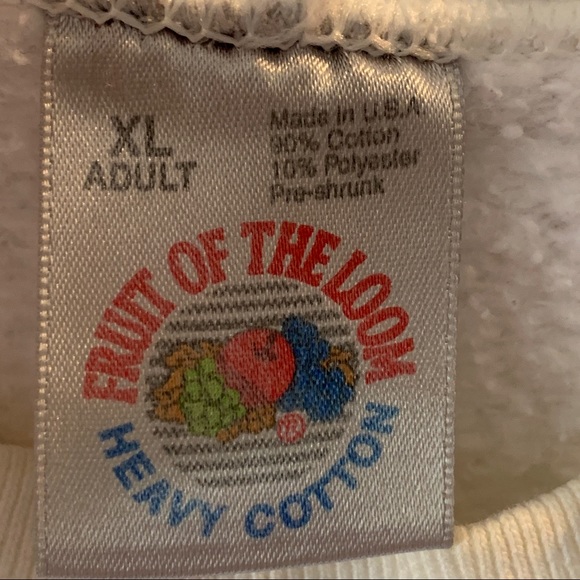 XL
ADULT
Made in U.S.A
90% Cotton
10% Polyester
Pre-shrunk
FRUIT OF THE LOOM
®
HEAVY COTTON